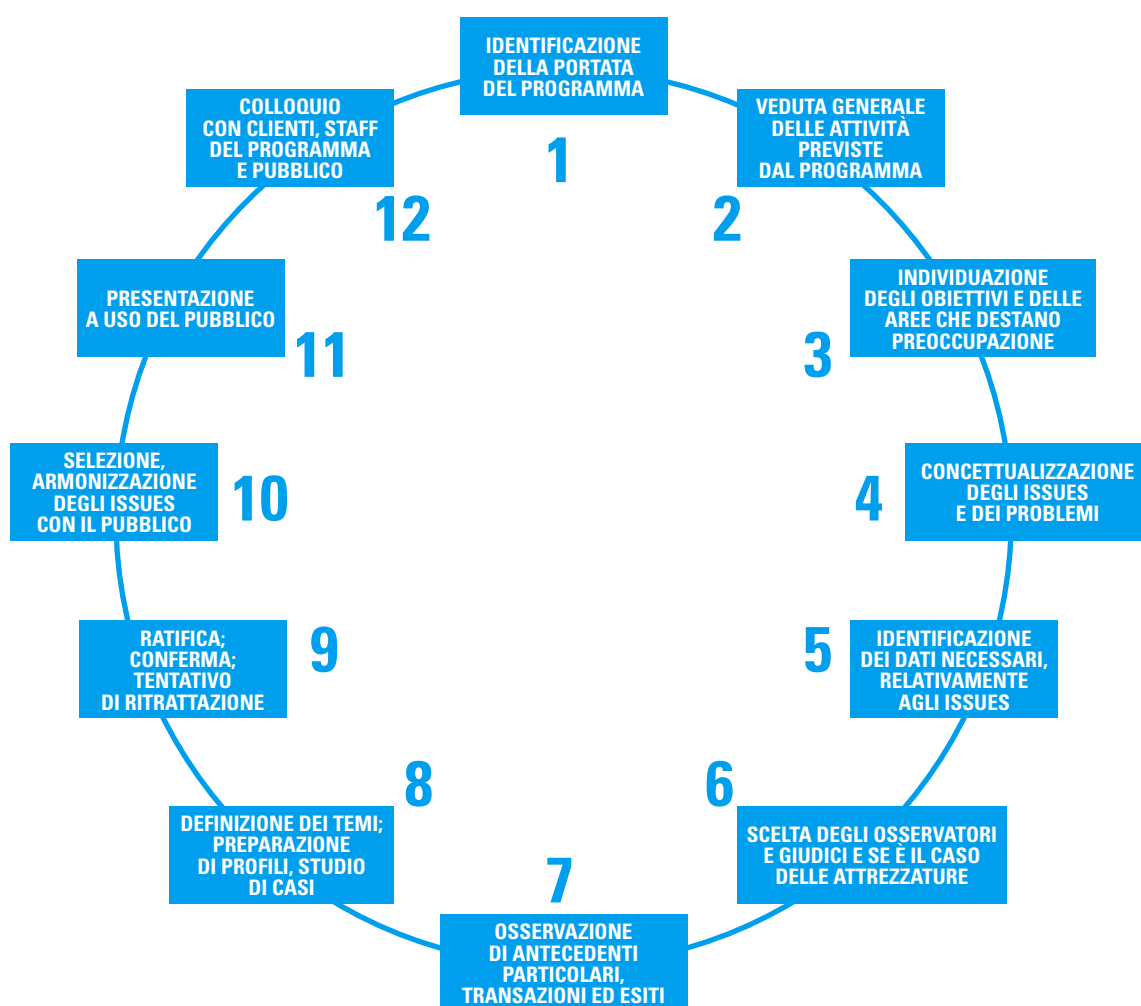 IDENTIFICAZIONE
DELLA PORTATA
DEL PROGRAMMA
1
VEDUTA GENERALE
DELLE ATTIVITÀ
PREVISTE
DAL PROGRAMMA
2
INDIVIDUAZIONE
DEGLI OBIETTIVI E DELLE
AREE CHE DESTANO
PREOCCUPAZIONE
3
CONCETTUALIZZAZIONE
DEGLI ISSUES
E DEI PROBLEMI
4
IDENTIFICAZIONE
DEI DATI NECESSARI,
RELATIVAMENTE
AGLI ISSUES
5
SCELTA DEGLI OSSERVATORI
E GIUDICI E SE È IL CASO
DELLE ATTREZZATURE
6
OSSERVAZIONE
DI ANTECEDENTI
PARTICOLARI,
TRANSAZIONI ED ESITI
7
DEFINIZIONE DEI TEMI;
PREPARAZIONE
DI PROFILI, STUDIO
DI CASI
8
RATIFICA;
CONFERMA;
TENTATIVO
DI RITRATTAZIONE
9
SELEZIONE,
ARMONIZZAZIONE
DEGLI ISSUES
CON IL PUBBLICO
10
PRESENTAZIONE
A USO DEL PUBBLICO
11
COLLOQUIO
CON CLIENTI, STAFF
DEL PROGRAMMA
E PUBBLICO
12